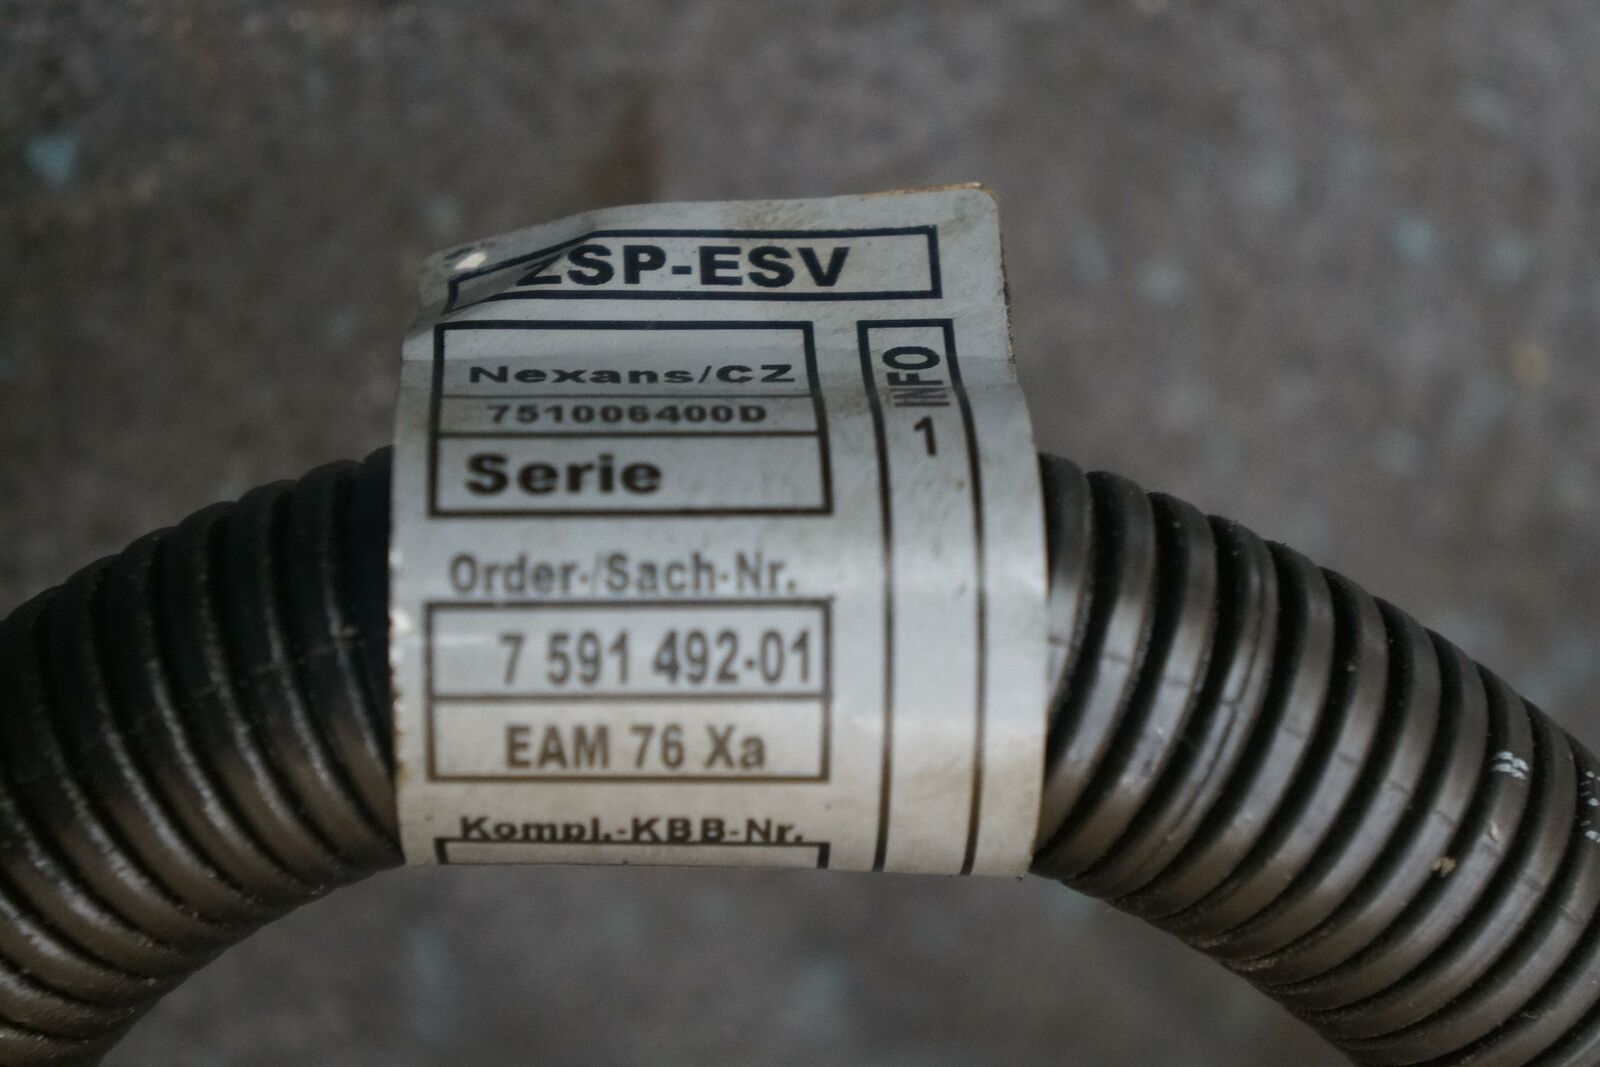 ZSP-ESV
Nexans/CZ
751006400D
Serie
INFO
1
Order-/Sach-Nr.
7 591 492-01
EAM 76 Xa
Kompl.-KBB-Nr.